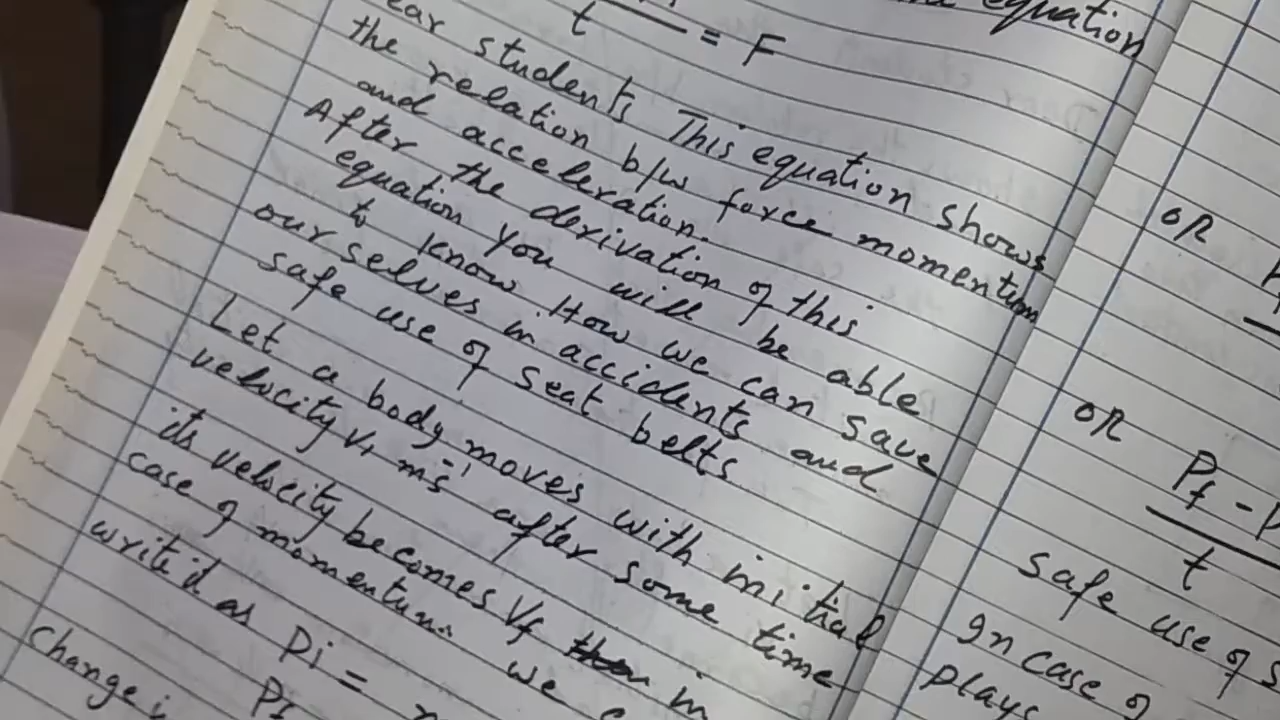 equation
t = F
students This equation shows
the relation b/w force momentum
and acceleration.
After the derivation of this
equation you will be able
to know How we can save
our selves in accidents and
safe use of seat belts
Let a body moves with initial
velocity Vi ms-1 after some time
its velocity becomes Vf in
case of momentum we
write it as Pi =
Pf
Change i
OR
OR
Pf - P
t
Safe use of S
In case of
plays